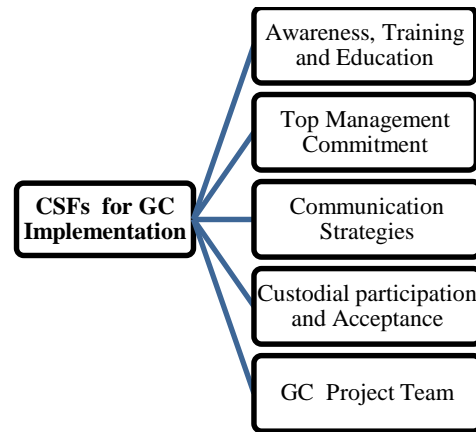 Awareness, Training
and Education
Top Management
Commitment
CSFs for GC
Implementation
Communication
Strategies
Custodial participation
and Acceptance
GC Project Team